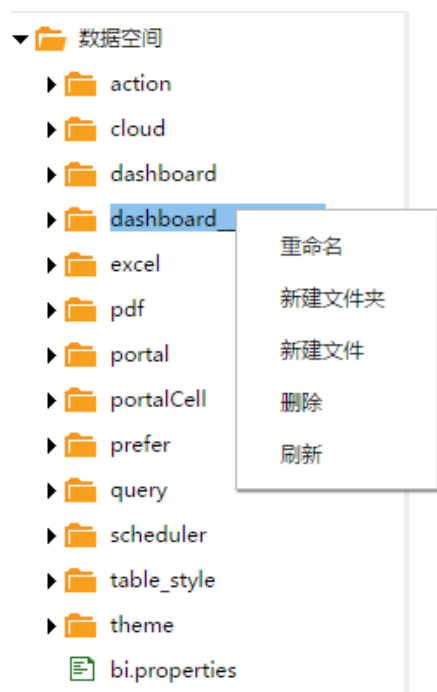 数据空间
action
cloud
dashboard
dashboard_
excel
pdf
portal
portalCell
prefer
query
scheduler
table_style
theme
bi.properties
重命名
新建文件夹
新建文件
删除
刷新